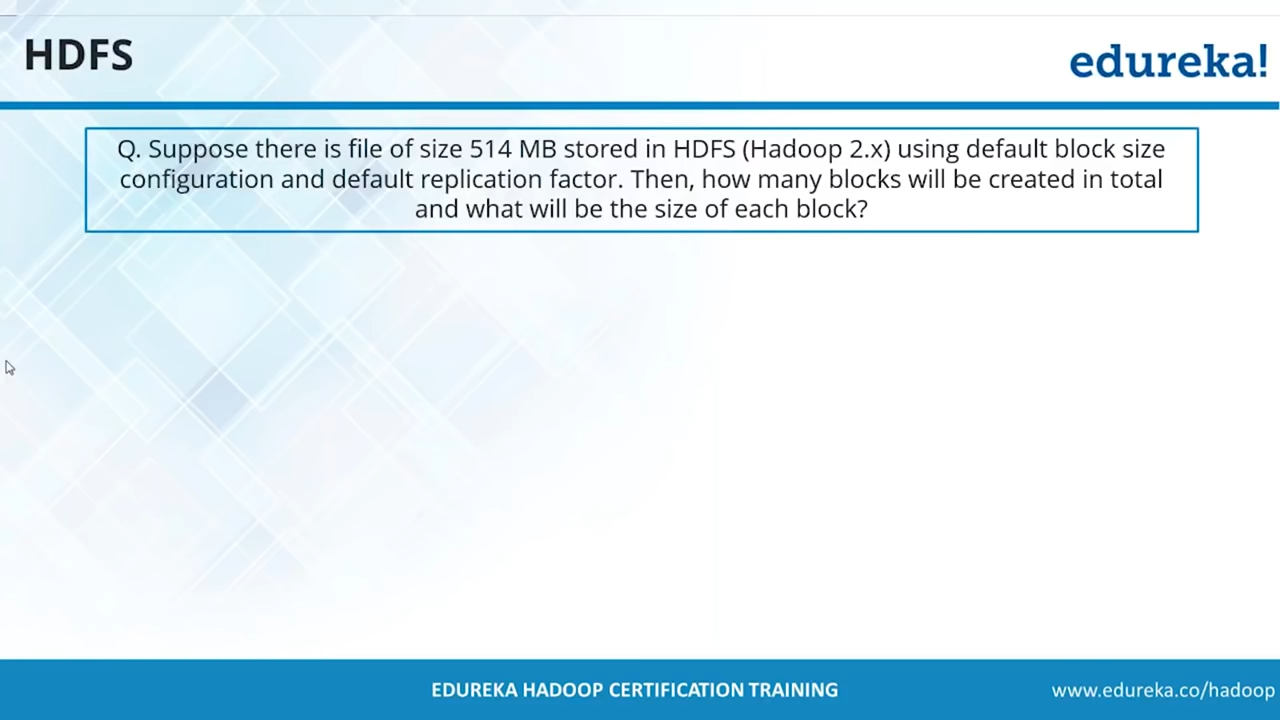 HDFS
edureka!
Q. Suppose there is file of size 514 MB stored in HDFS (Hadoop 2.x) using default block size
configuration and default replication factor. Then, how many blocks will be created in total
and what will be the size of each block?
EDUREKA HADOOP CERTIFICATION TRAINING
www.edureka.co/hadoop